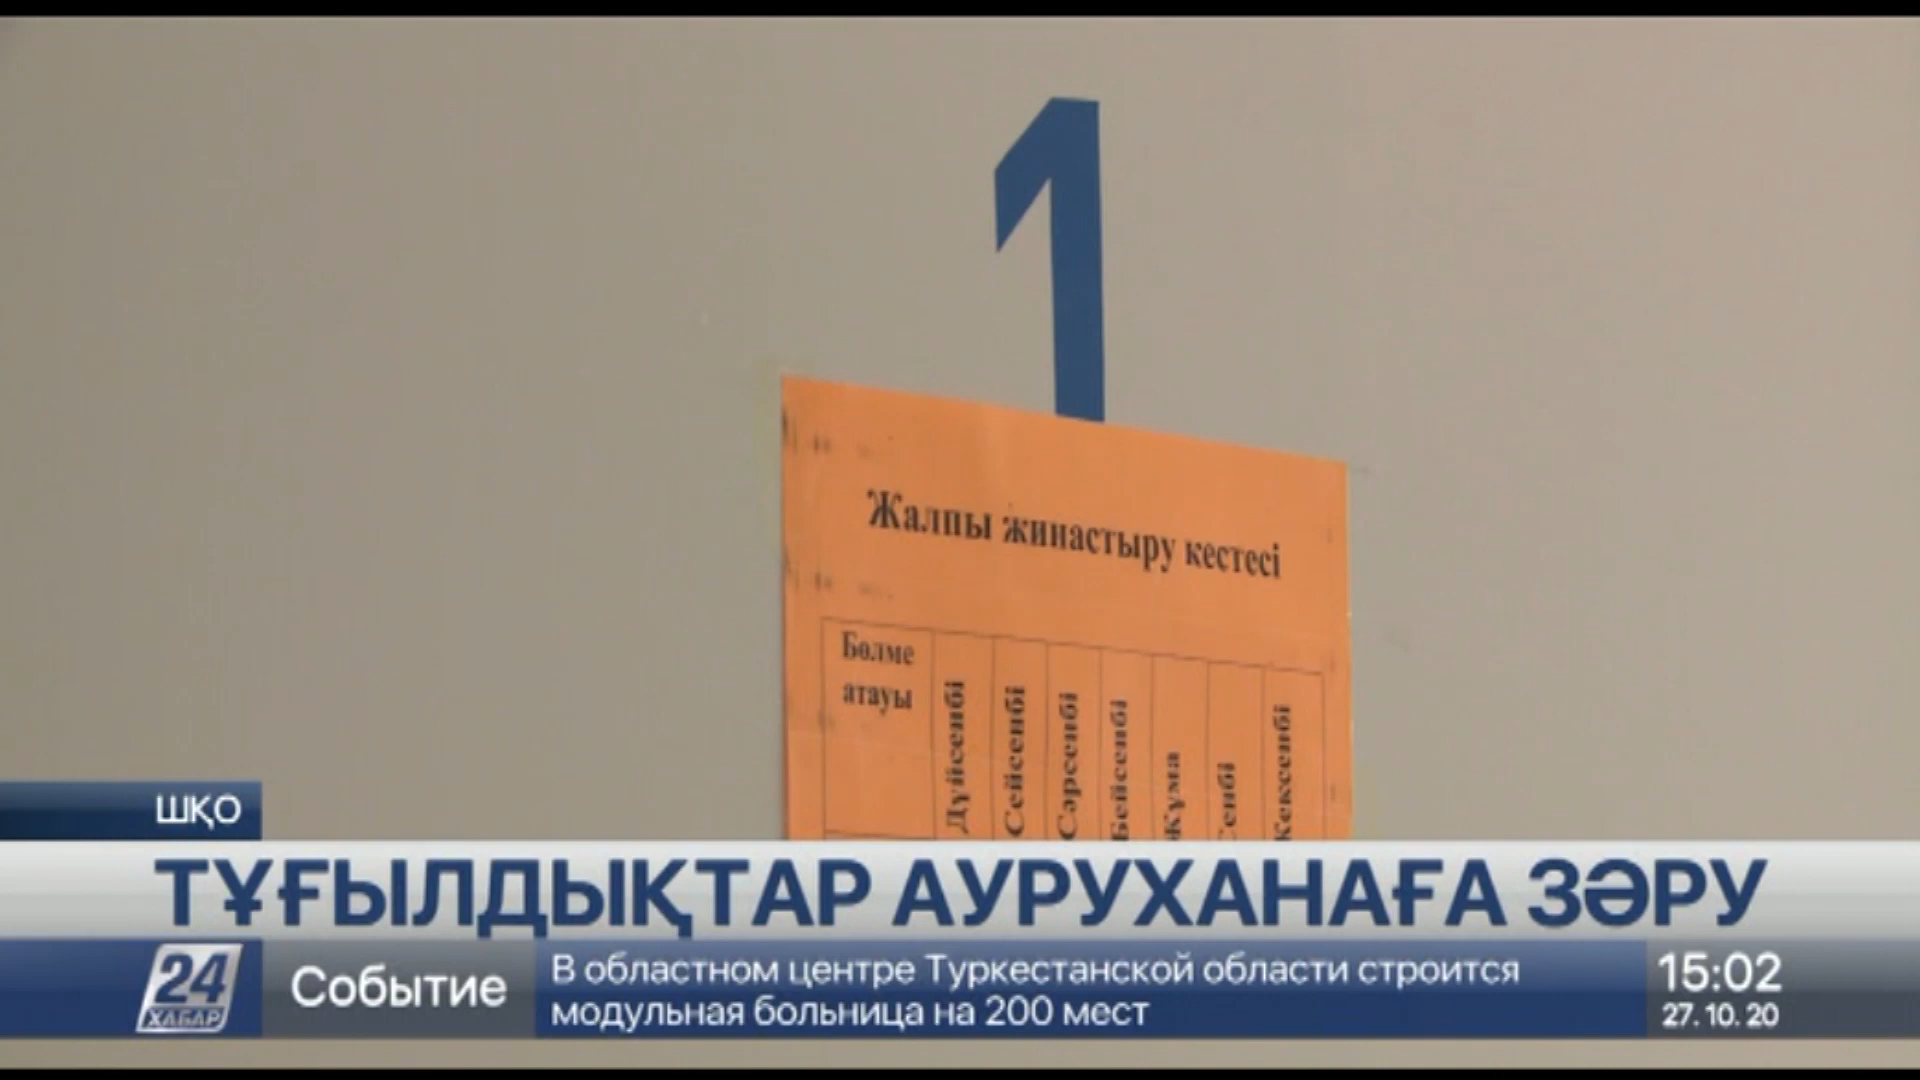 1
Жалпы жинастыру кестесі
Бөлме
атауы
Дүйсенбі
Сейсенбі
Сәрсенбі
Бейсенбі
Жұма
Сенбі
Жексенбі
ШҚО
ТҰҒЫЛДЫҚТАР АУРУХАНАҒА ЗӘРУ
24
ХАБАР
Событие
В областном центре Туркестанской области строится
модульная больница на 200 мест
15:02
27. 10. 20